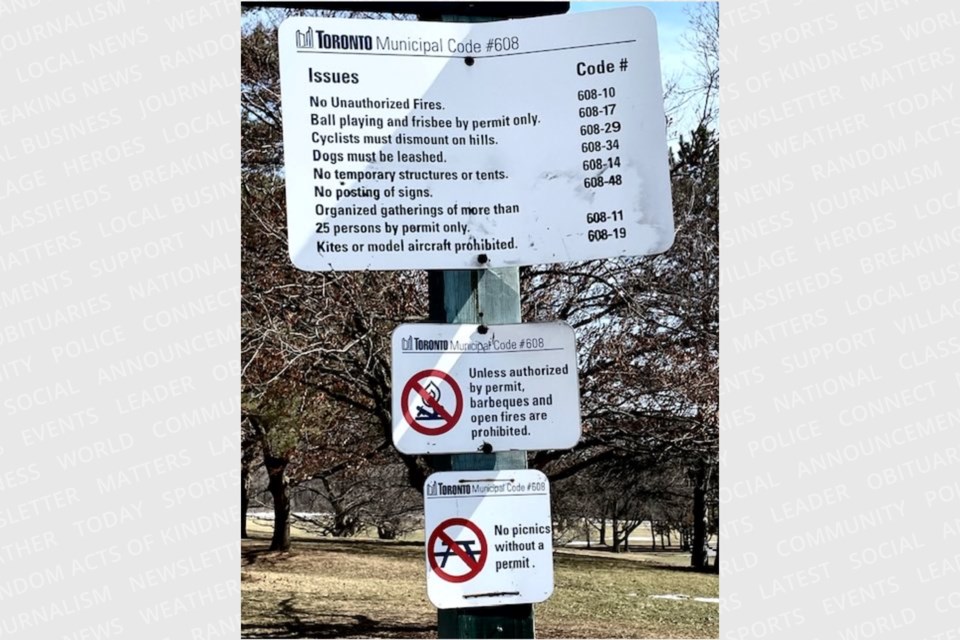 TORONTO Municipal Code #608
Issues Code #
No Unauthorized Fires. 608-10
Ball playing and frisbee by permit only. 608-17
Cyclists must dismount on hills. 608-29
Dogs must be leashed. 608-34
No temporary structures or tents. 608-14
No posting of signs. 608-48
Organized gatherings of more than
25 persons by permit only. 608-11
Kites or model aircraft prohibited. 608-19
TORONTO Municipal Code #608
Unless authorized
by permit,
barbeques and
open fires are
prohibited.
TORONTO Municipal Code #608
No picnics
without a
permit.